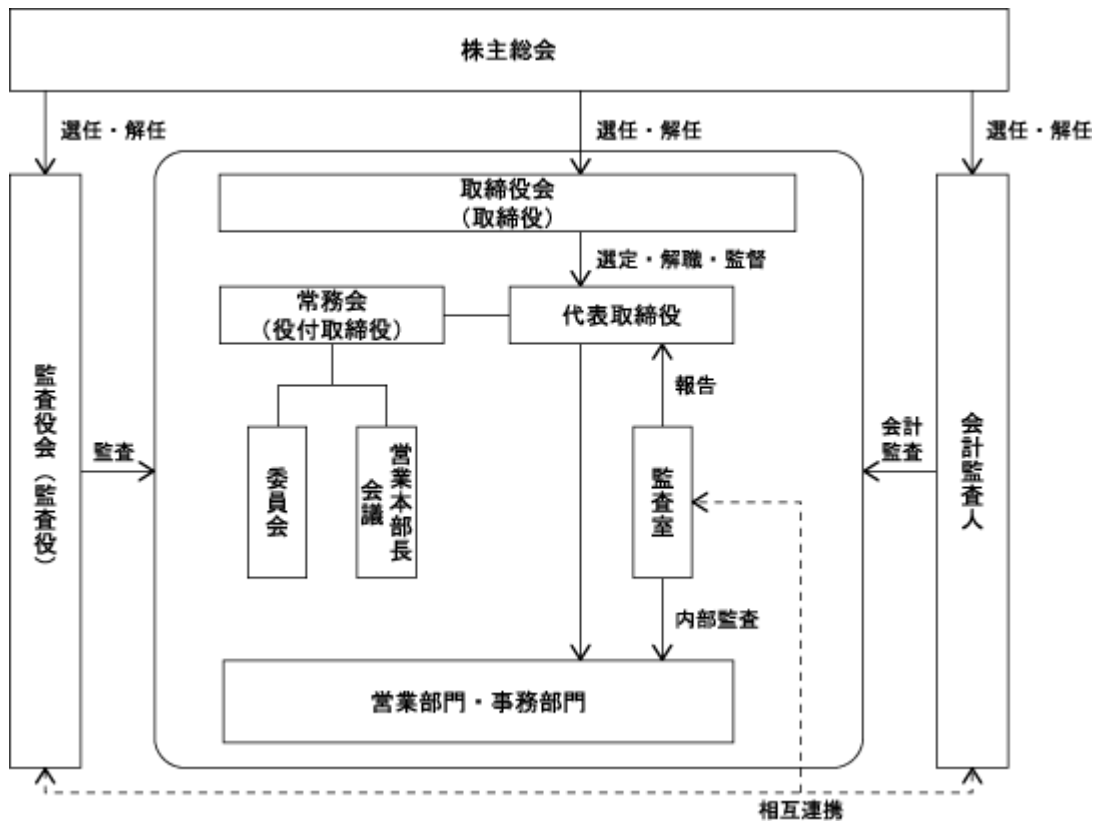 株主総会
選任・解任
選任・解任
選任・解任
取締役会
（取締役）
選定・解職・監督
常務会
（役付取締役）
代表取締役
報告
監査役会（監査役）
監査
委員会
営業本部長
会議
監査室
会計
監査
会計監査人
内部監査
営業部門・事務部門
相互連携